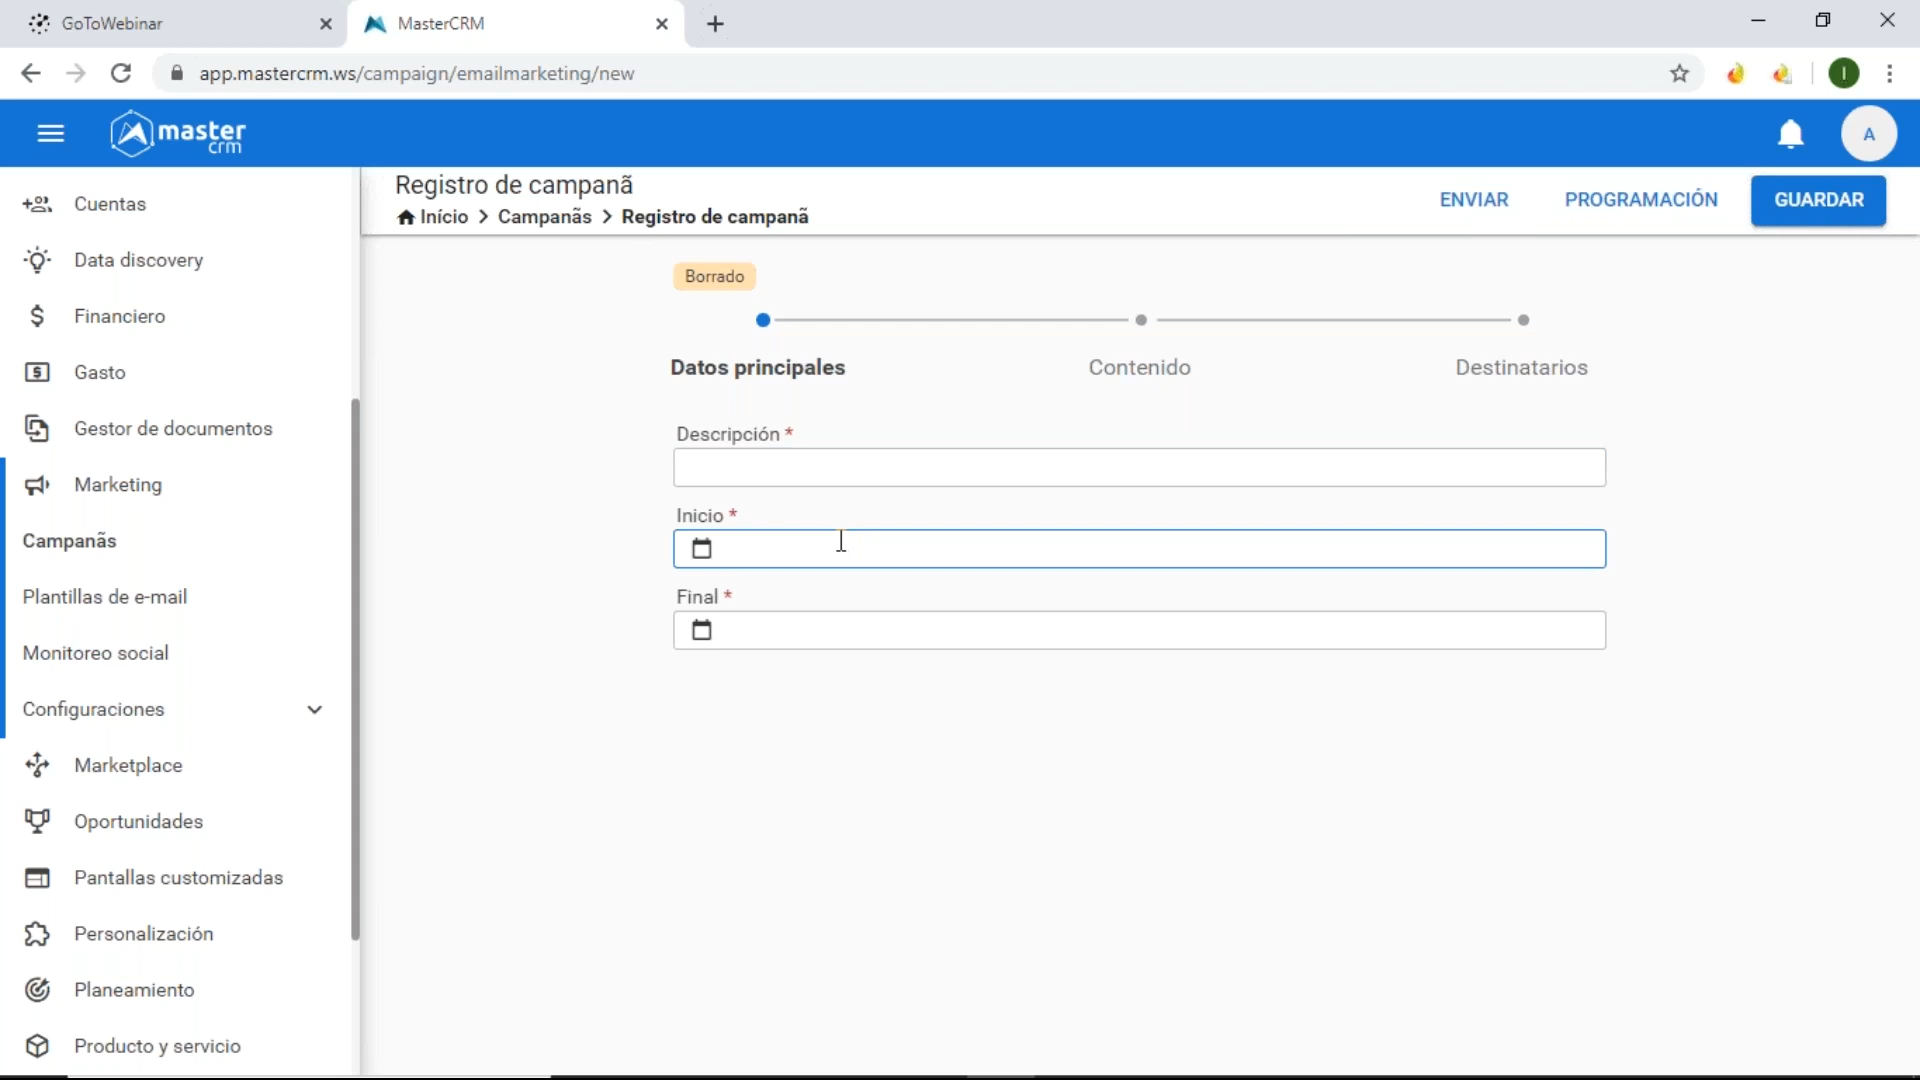 GoToWebinar
MasterCRM
app.mastercrm.ws/campaign/emailmarketing/new
I
master
crm
A
Cuentas
Data discovery
Financiero
Gasto
Gestor de documentos
Marketing
Campanãs
Plantillas de e-mail
Monitoreo social
Configuraciones
Marketplace
Oportunidades
Pantallas customizadas
Personalización
Planeamiento
Producto y servicio
Registro de campanã
Início > Campanãs > Registro de campanã
ENVIAR
PROGRAMACIÓN
GUARDAR
Borrado
Datos principales
Contenido
Destinatarios
Descripción *
Inicio *
Final *